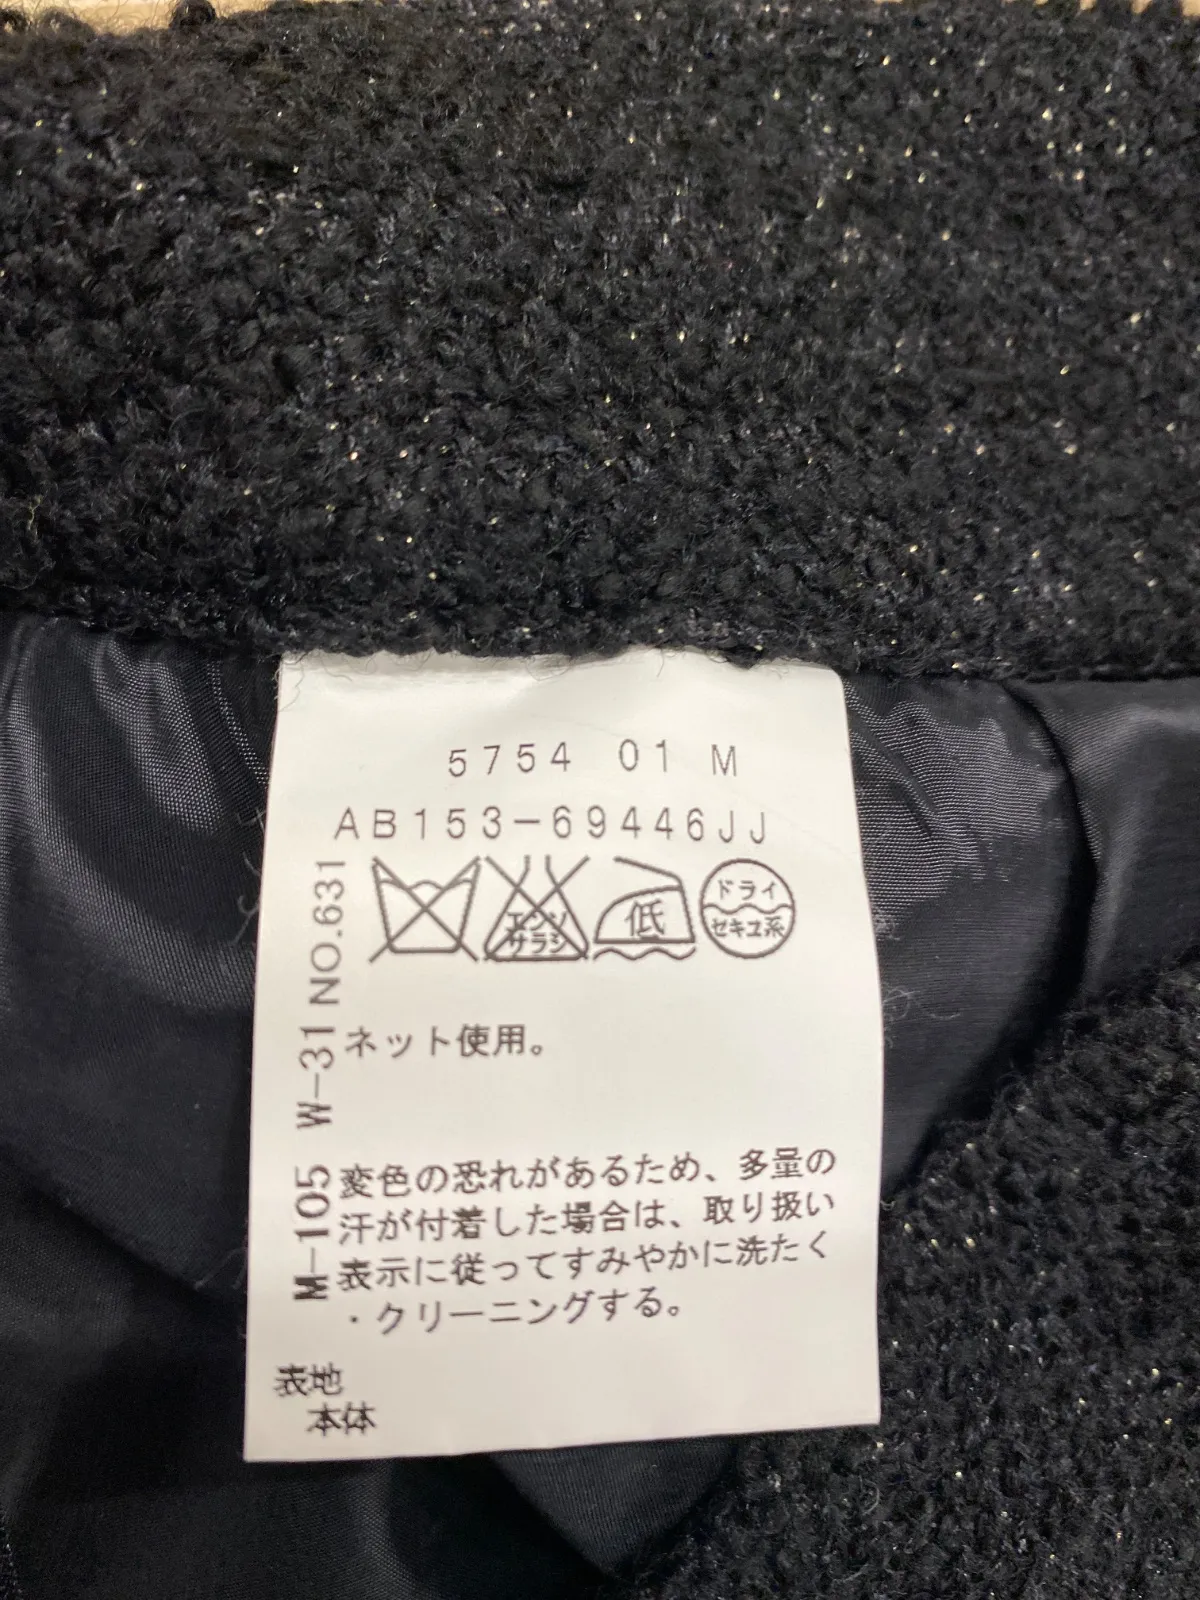 5754 01 M
AB153-69446JJ
エンソ
サラシ
低
ドライ
セキユ系
M-105 W-31 NO.631
ネット使用。
変色の恐れがあるため、多量の
汗が付着した場合は、取り扱い
表示に従ってすみやかに洗たく
・クリーニングする。
表地
本体